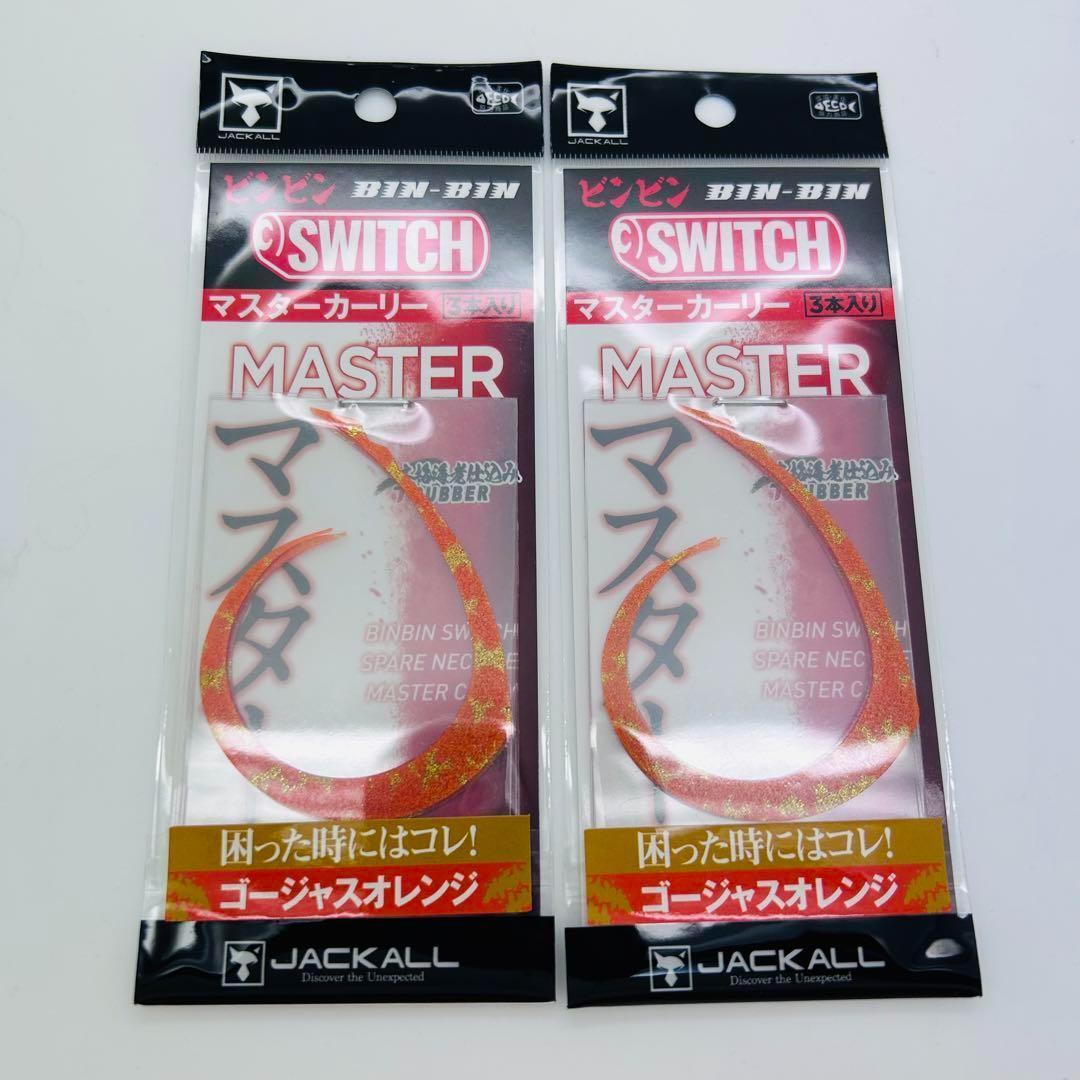 JACKALL
ビンビン BIN-BIN
SWITCH
マスターカーリー 3本入り
MASTER
マスター
RUBBER
BINBIN SWITCH
SPARE NEC
MASTER C
困った時にはコレ!
ゴージャスオレンジ
JACKALL
Discover the Unexpected
JACKALL
ビンビン BIN-BIN
SWITCH
マスターカーリー 3本入り
MASTER
マスター
UBBER
BINBIN SW CH
SPARE NEC E
MASTER C
困った時にはコレ!
ゴージャスオレンジ
JACKALL
Discover the Unexpected